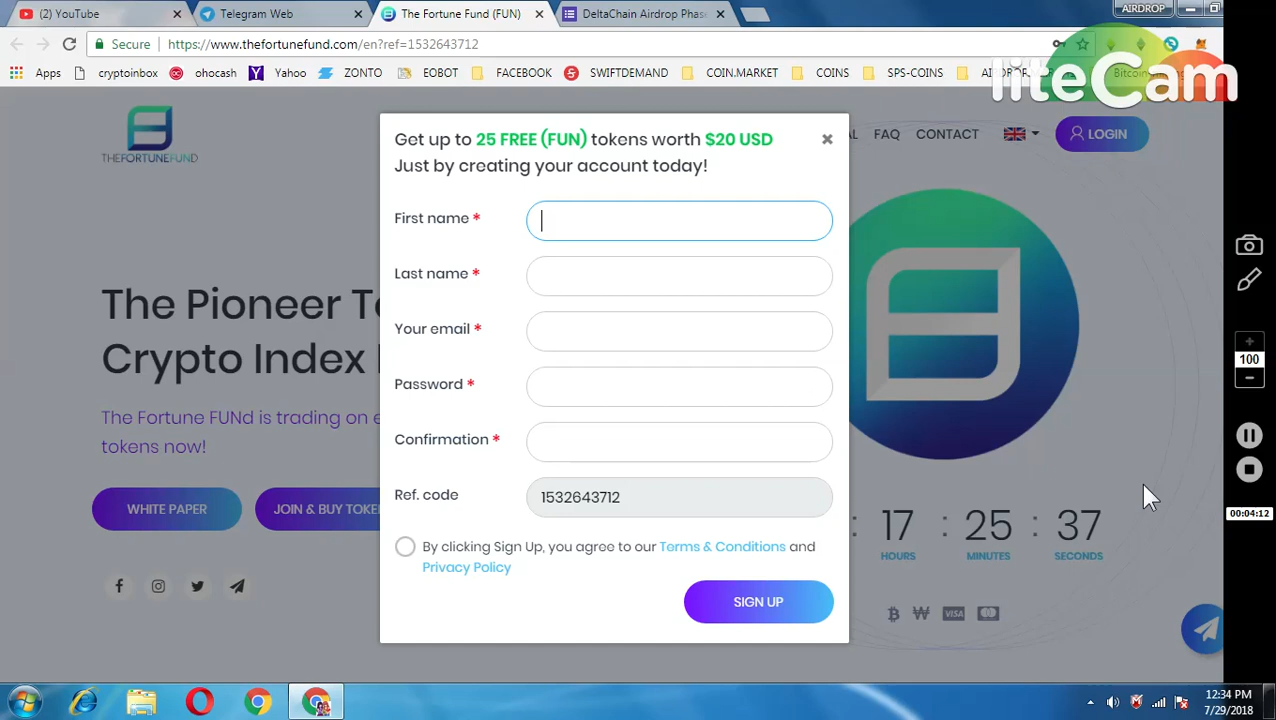 AIRDROP
(2) YouTube
Telegram Web
The Fortune Fund (FUN)
DeltaChain Airdrop Phase
Secure
https://www.thefortunefund.com/en?ref=1532643712
Apps
cryptoinbox
ohocash
Yahoo
ZONTO
EOBOT
FACEBOOK
SWIFTDEMAND
COIN.MARKET
COINS
SPS-COINS
liteCam
THEFORTUNEFUND
FAQ
CONTACT
LOGIN
Get up to 25 FREE (FUN) tokens worth $20 USD
Just by creating your account today!
First name *
Last name *
Your email *
Password *
Confirmation *
Ref. code
1532643712
By clicking Sign Up, you agree to our Terms & Conditions and
Privacy Policy
SIGN UP
The Pioneer
Crypto Index
The Fortune FUNd is trading on
tokens now!
WHITE PAPER
JOIN & BUY
: 17 : 25 : 37
HOURS
MINUTES
SECONDS
VISA
100
00:04:12
12:34 PM
7/29/2018